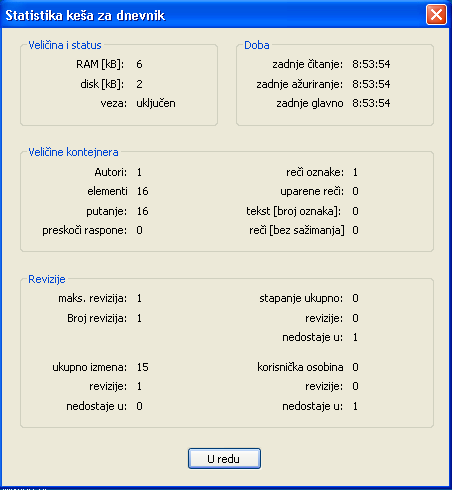 Statistika keša za dnevnik
Veličina i status
RAM [kB]: 6
disk [kB]: 2
veza: uključen
Doba
zadnje čitanje: 8:53:54
zadnje ažuriranje: 8:53:54
zadnje glavno 8:53:54
Veličine kontejnera
Autori: 1
elementi 16
putanje: 16
preskoči raspone: 0
reči oznake: 1
uparene reči: 0
tekst [broj oznaka]: 0
reči [bez sažimanja] 0
Revizije
maks. revizija: 1
Broj revizija: 1
ukupno izmena: 15
revizije: 1
nedostaje u: 0
stapanje ukupno: 0
revizije: 0
nedostaje u: 1
korisnička osobina 0
revizije: 0
nedostaje u: 1
U redu